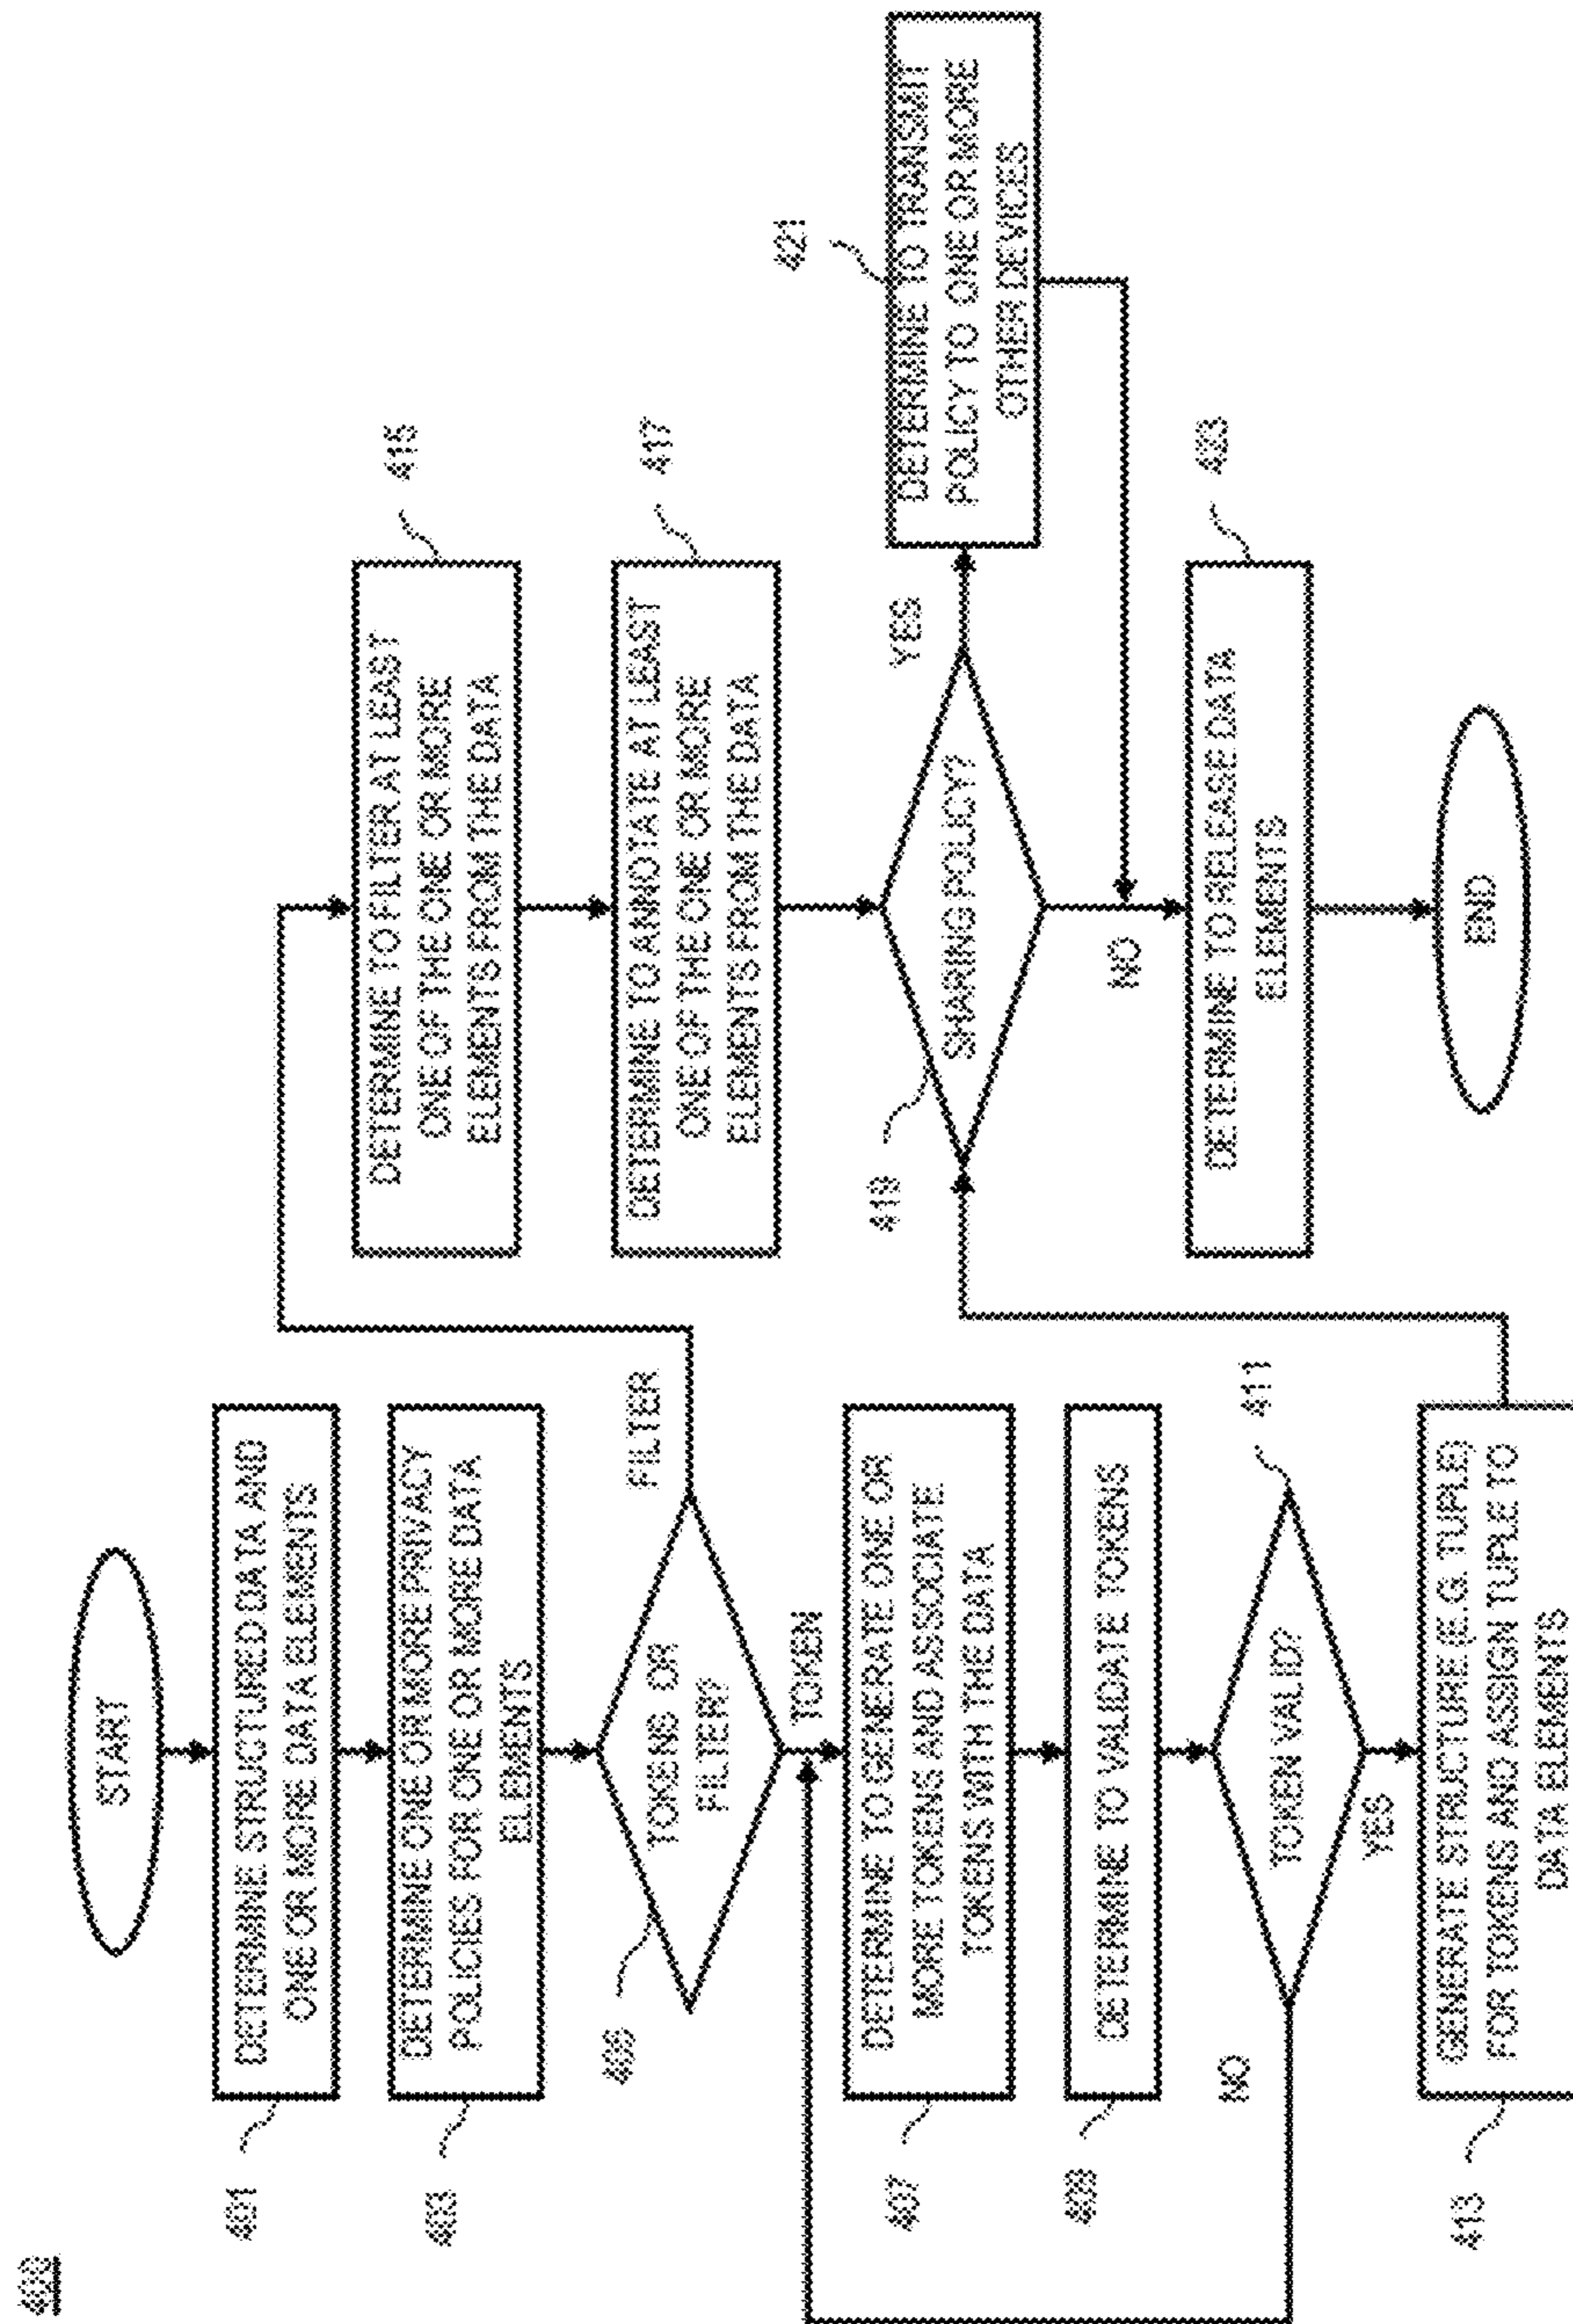 400
START
401
DETERMINE STRUCTURED DATA AND
ONE OR MORE DATA ELEMENTS
403
DETERMINE ONE OR MORE PRIVACY
POLICIES FOR ONE OR MORE DATA
ELEMENTS
405
TOKENS OR
FILTER?
FILTER
TOKEN
407
DETERMINE TO GENERATE ONE OR
MORE TOKENS AND ASSOCIATE
TOKENS WITH THE DATA
409
DETERMINE TO VALIDATE TOKENS
411
TOKEN VALID?
NO
YES
413
GENERATE STRUCTURE (E.G. TUPLE)
FOR TOKENS AND ASSIGN TUPLE TO
DATA ELEMENTS
415
DETERMINE TO FILTER AT LEAST
ONE OF THE ONE OR MORE
ELEMENTS FROM THE DATA
417
DETERMINE TO ANNOTATE AT LEAST
ONE OF THE ONE OR MORE
ELEMENTS FROM THE DATA
419
SHARING POLICY?
YES
NO
421
DETERMINE TO TRANSMIT
POLICY TO ONE OR MORE
OTHER DEVICES
423
DETERMINE TO RELEASE DATA
ELEMENTS
END